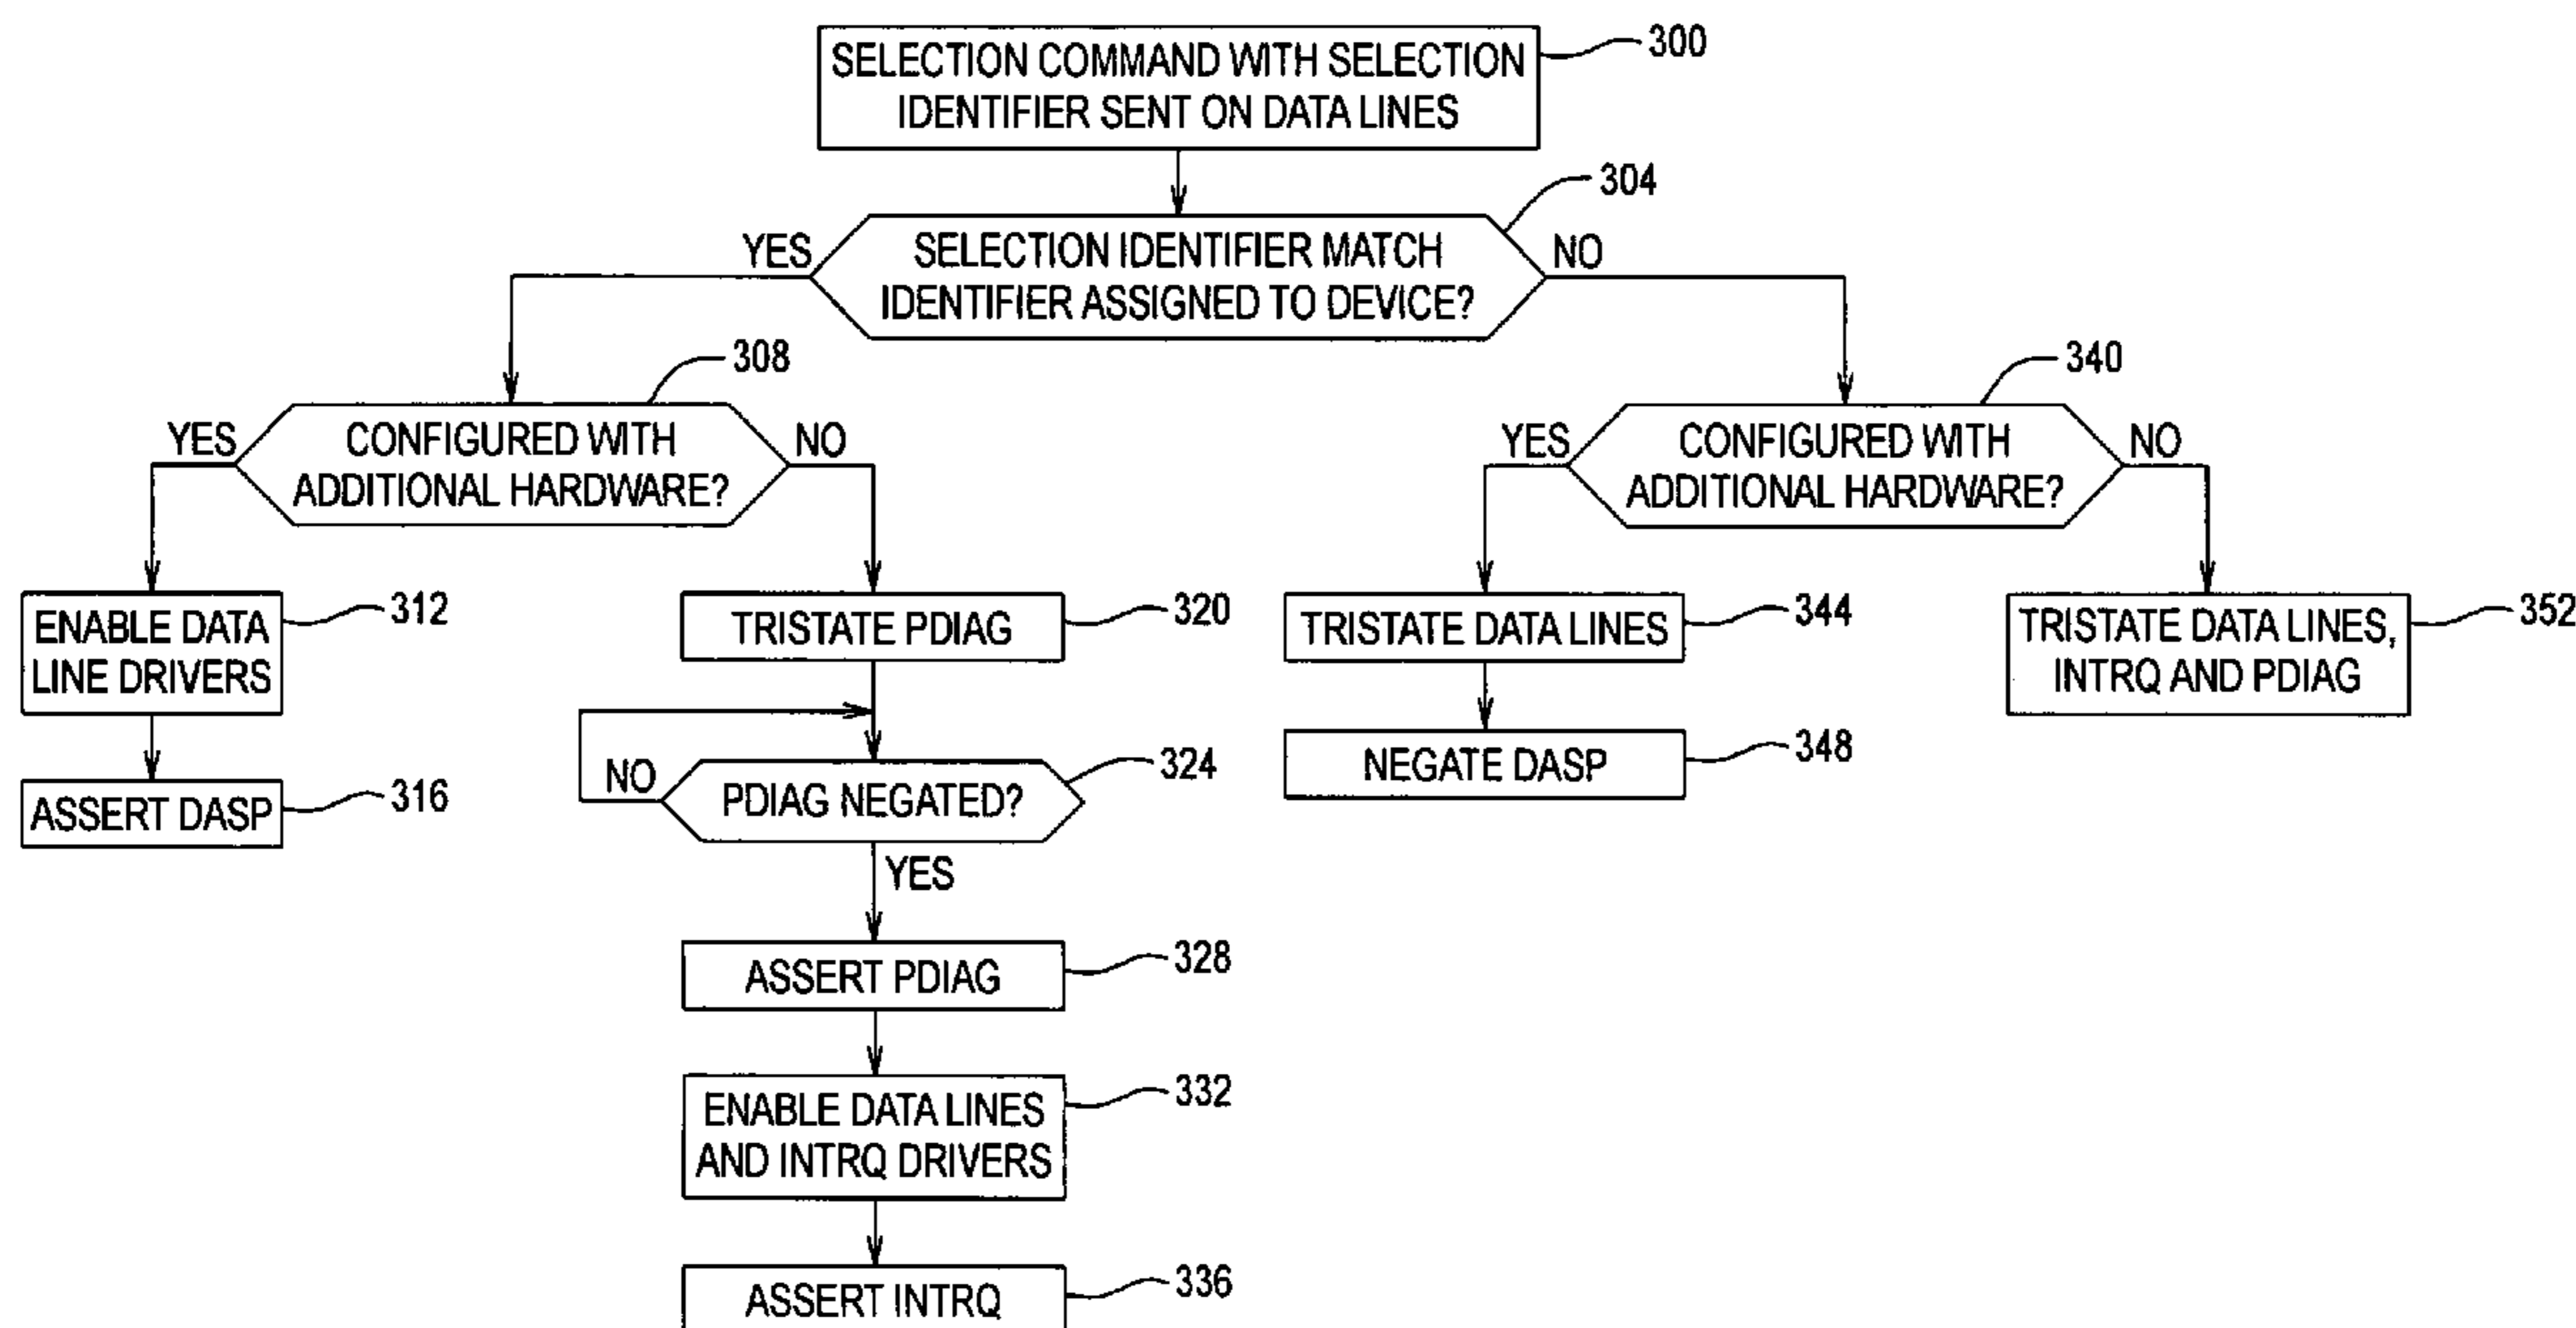 SELECTION COMMAND WITH SELECTION
IDENTIFIER SENT ON DATA LINES
300
304
YES
SELECTION IDENTIFIER MATCH
IDENTIFIER ASSIGNED TO DEVICE?
NO
308
YES
CONFIGURED WITH
ADDITIONAL HARDWARE?
NO
340
YES
CONFIGURED WITH
ADDITIONAL HARDWARE?
NO
ENABLE DATA
LINE DRIVERS
312
ASSERT DASP
316
TRISTATE PDIAG
320
NO
PDIAG NEGATED?
324
YES
ASSERT PDIAG
328
ENABLE DATA LINES
AND INTRQ DRIVERS
332
ASSERT INTRQ
336
TRISTATE DATA LINES
344
NEGATE DASP
348
TRISTATE DATA LINES,
INTRQ AND PDIAG
352